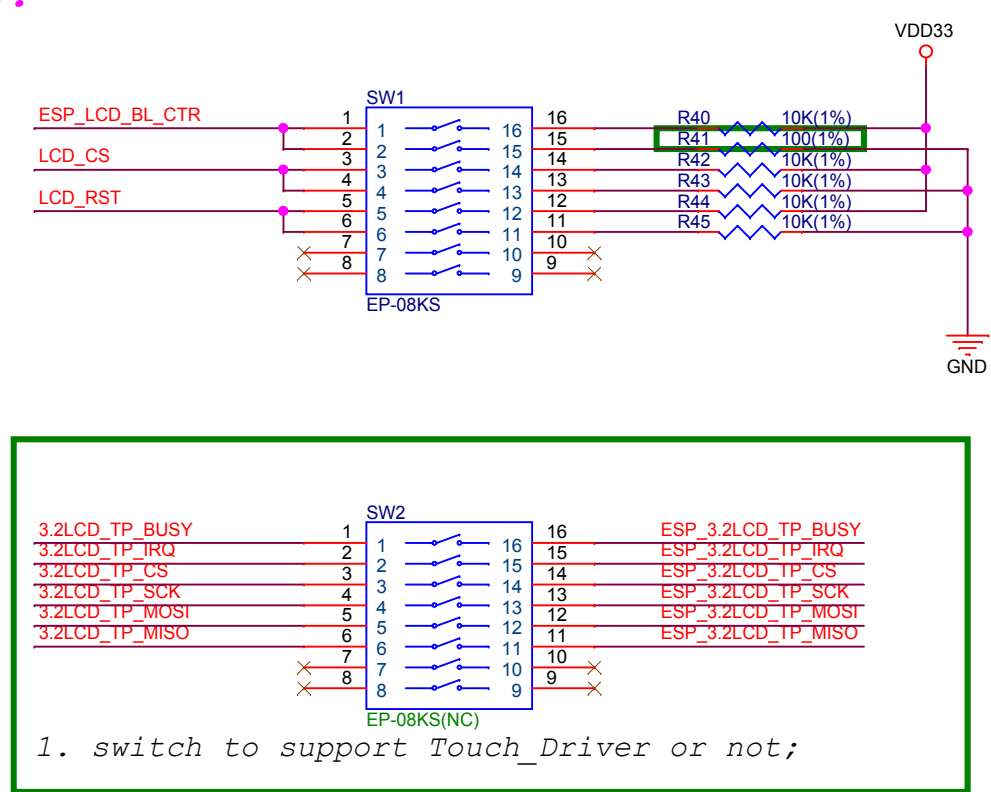 VDD33
SW1
ESP_LCD_BL_CTR 1 1 16 16 R40 10K(1%)
2 2 15 15 R41 100(1%)
LCD_CS 3 3 14 14 R42 10K(1%)
4 4 13 13 R43 10K(1%)
LCD_RST 5 5 12 12 R44 10K(1%)
6 6 11 11 R45 10K(1%)
7 7 10 10
8 8 9 9
EP-08KS
GND
SW2
3.2LCD_TP_BUSY 1 1 16 16 ESP_3.2LCD_TP_BUSY
3.2LCD_TP_IRQ 2 2 15 15 ESP_3.2LCD_TP_IRQ
3.2LCD_TP_CS 3 3 14 14 ESP_3.2LCD_TP_CS
3.2LCD_TP_SCK 4 4 13 13 ESP_3.2LCD_TP_SCK
3.2LCD_TP_MOSI 5 5 12 12 ESP_3.2LCD_TP_MOSI
3.2LCD_TP_MISO 6 6 11 11 ESP_3.2LCD_TP_MISO
7 7 10 10
8 8 9 9
EP-08KS(NC)
1. switch to support Touch_Driver or not;